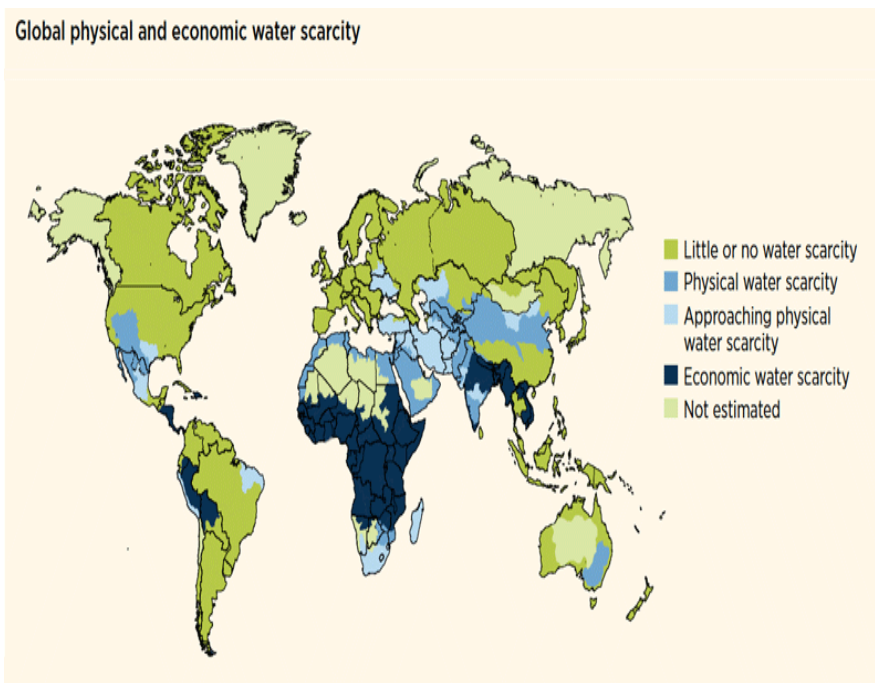 Global physical and economic water scarcity
Little or no water scarcity
Physical water scarcity
Approaching physical
water scarcity
Economic water scarcity
Not estimated